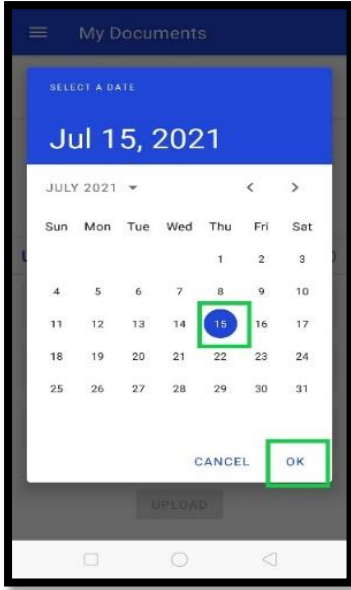 My Documents
SELECT A DATE
Jul 15, 2021
JULY 2021
Sun Mon Tue Wed Thu Fri Sat
1 2 3
4 5 6 7 8 9 10
11 12 13 14 15 16 17
18 19 20 21 22 23 24
25 26 27 28 29 30 31
CANCEL OK
UPLOAD